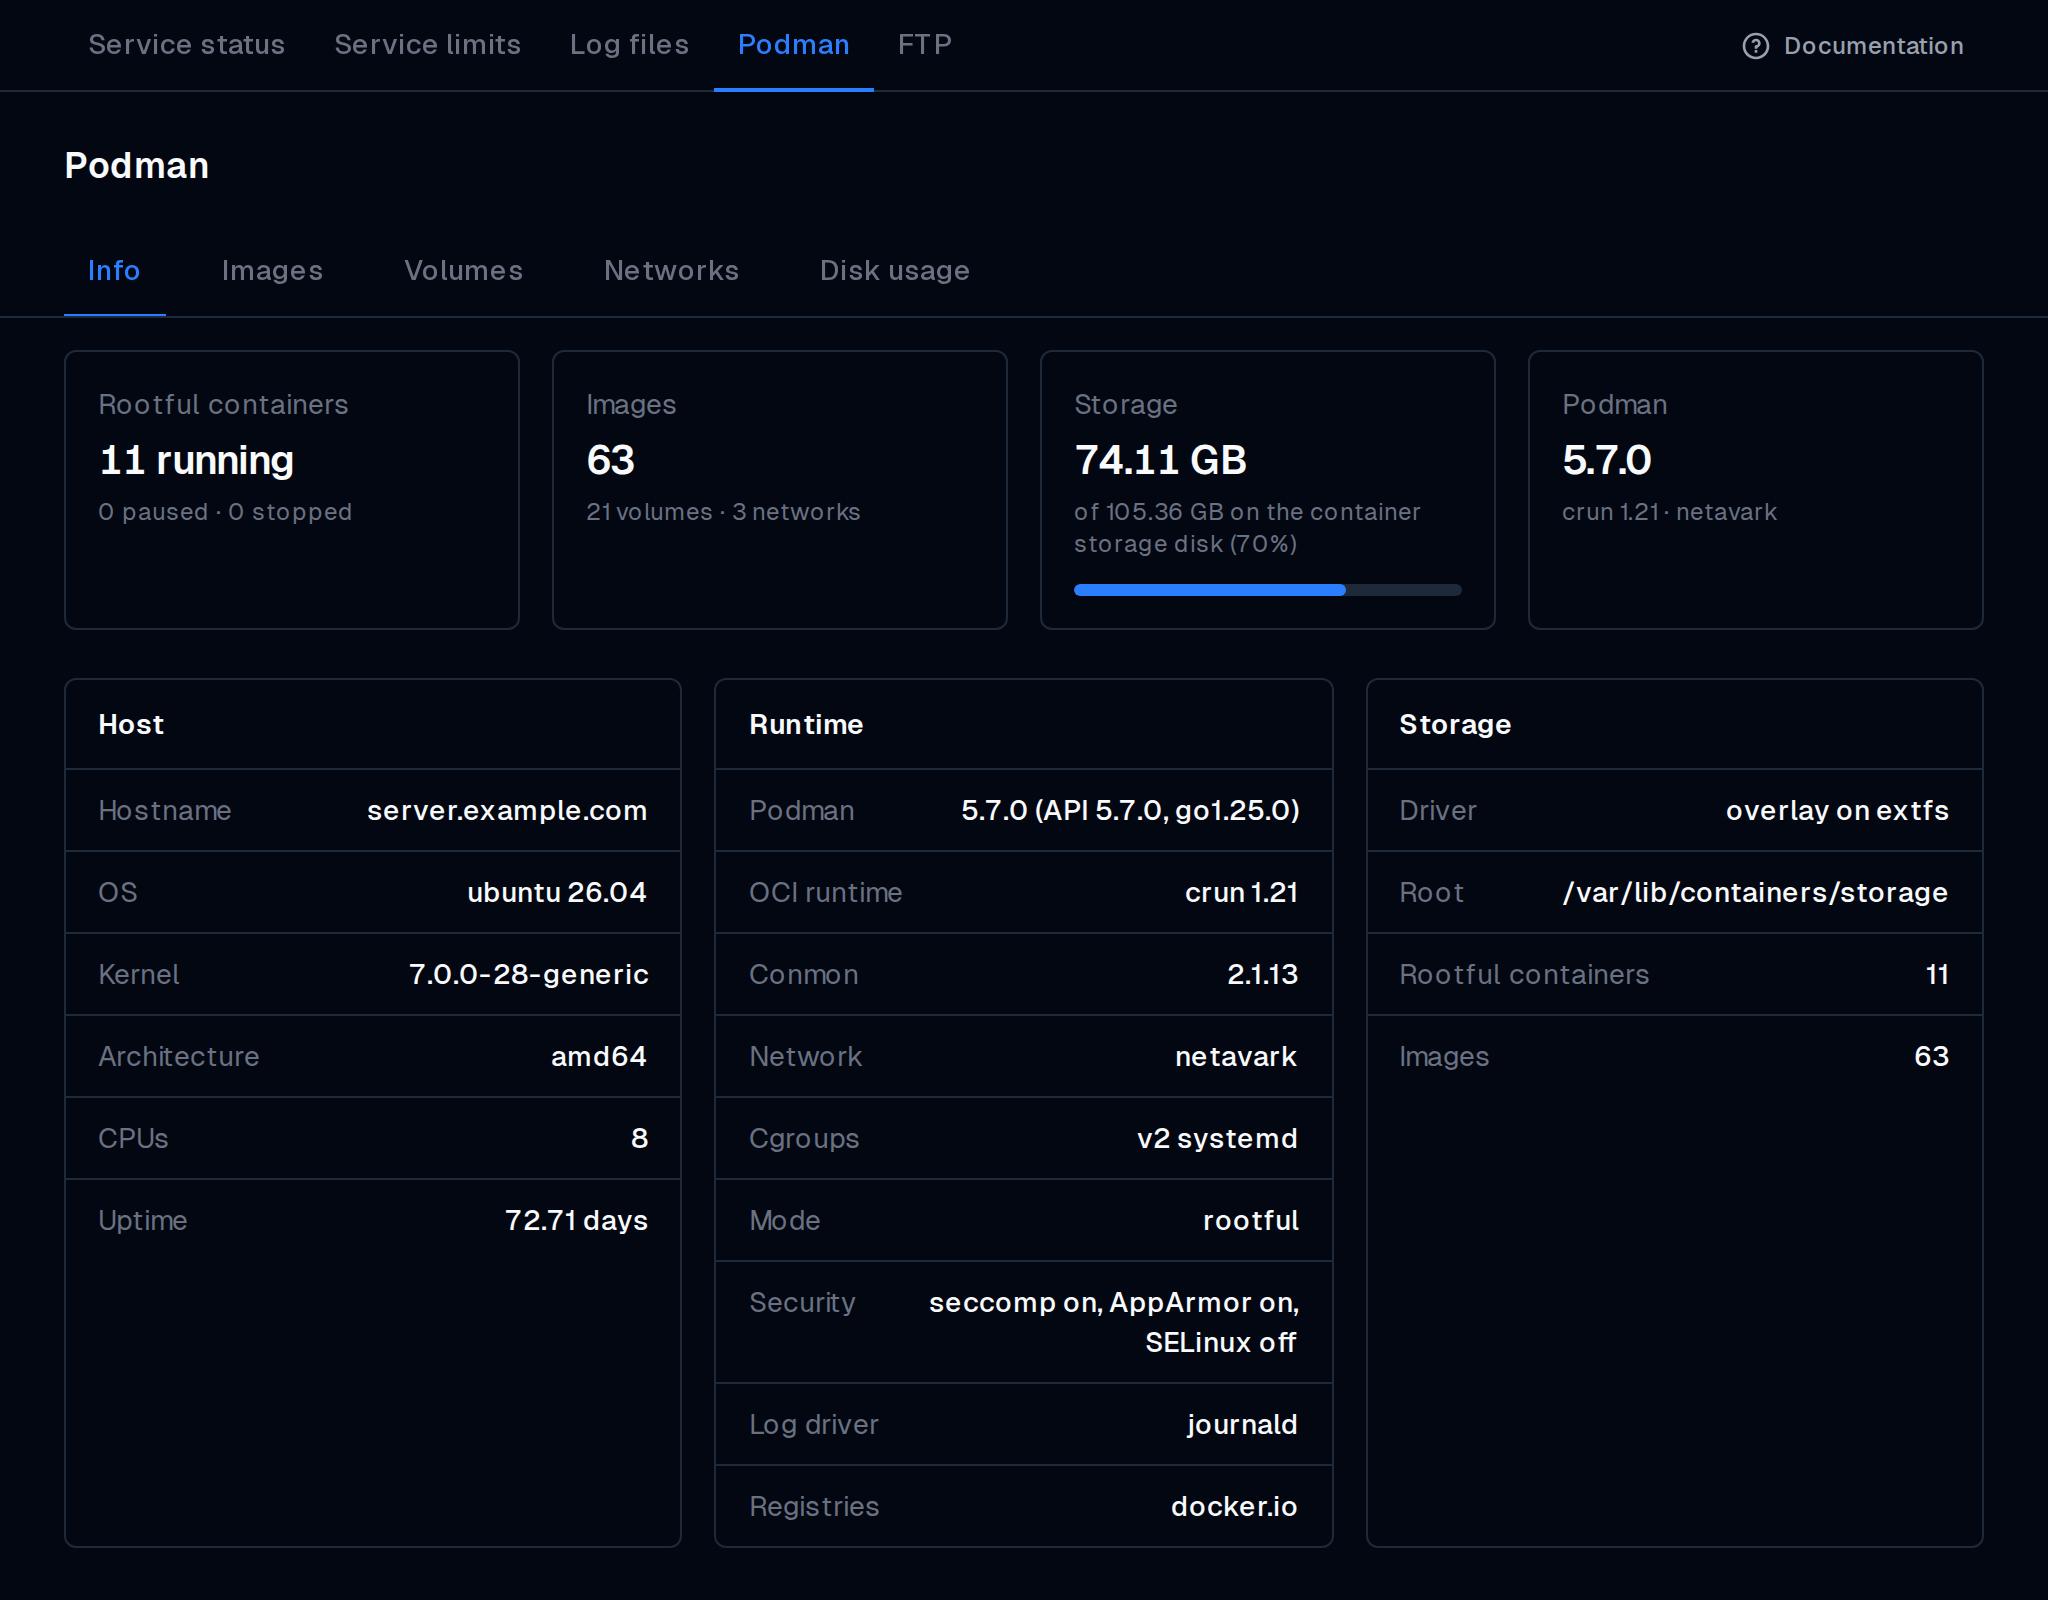 Service status
Service limits
Log files
Podman
FTP
Documentation
Podman
Info
Images
Volumes
Networks
Disk usage
Rootful containers
11 running
0 paused · 0 stopped
Images
63
21 volumes · 3 networks
Storage
74.11 GB
of 105.36 GB on the container
storage disk (70%)
Podman
5.7.0
crun 1.21 · netavark
Host
Hostname server.example.com
OS ubuntu 26.04
Kernel 7.0.0-28-generic
Architecture amd64
CPUs 8
Uptime 72.71 days
Runtime
Podman 5.7.0 (API 5.7.0, go1.25.0)
OCI runtime crun 1.21
Conmon 2.1.13
Network netavark
Cgroups v2 systemd
Mode rootful
Security seccomp on, AppArmor on,
SELinux off
Log driver journald
Registries docker.io
Storage
Driver overlay on extfs
Root /var/lib/containers/storage
Rootful containers 11
Images 63